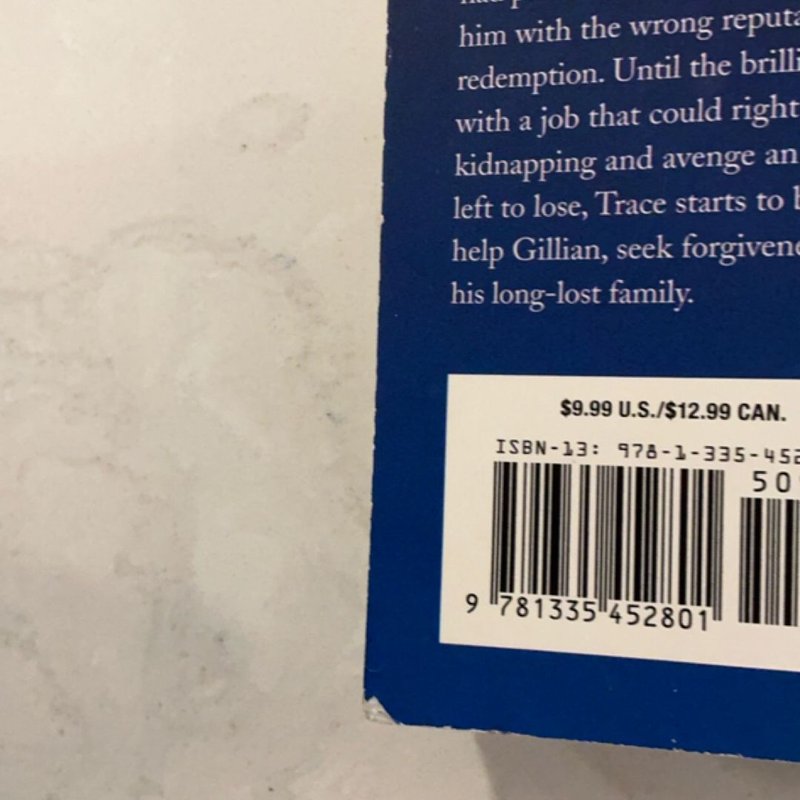 him with the wrong reputa
redemption. Until the brilli
with a job that could right
kidnapping and avenge an
left to lose, Trace starts to b
help Gillian, seek forgivene
his long-lost family.
$9.99 U.S./$12.99 CAN.
ISBN-13: 978-1-335-452
50
9 781335 452801